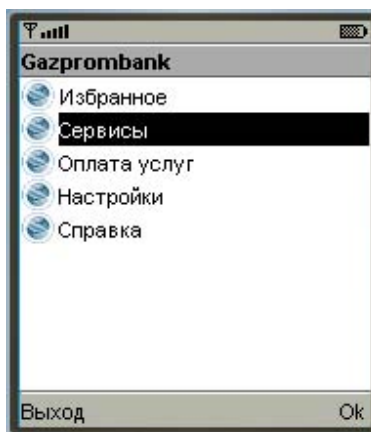 Gazprombank
Избранное
Сервисы
Оплата услуг
Настройки
Справка
Выход Ok